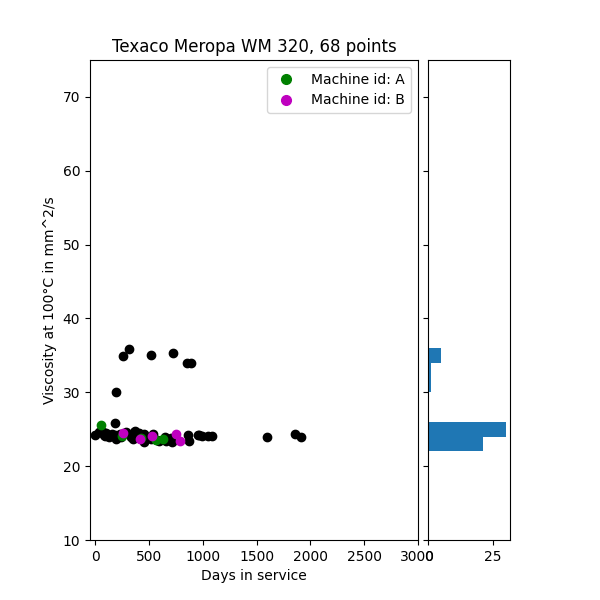 Texaco Meropa WM 320, 68 points
Machine id: A
Machine id: B
Viscosity at 100°C in mm^2/s
70
60
50
40
30
20
10
0 500 1000 1500 2000 2500 3000
0 25
Days in service